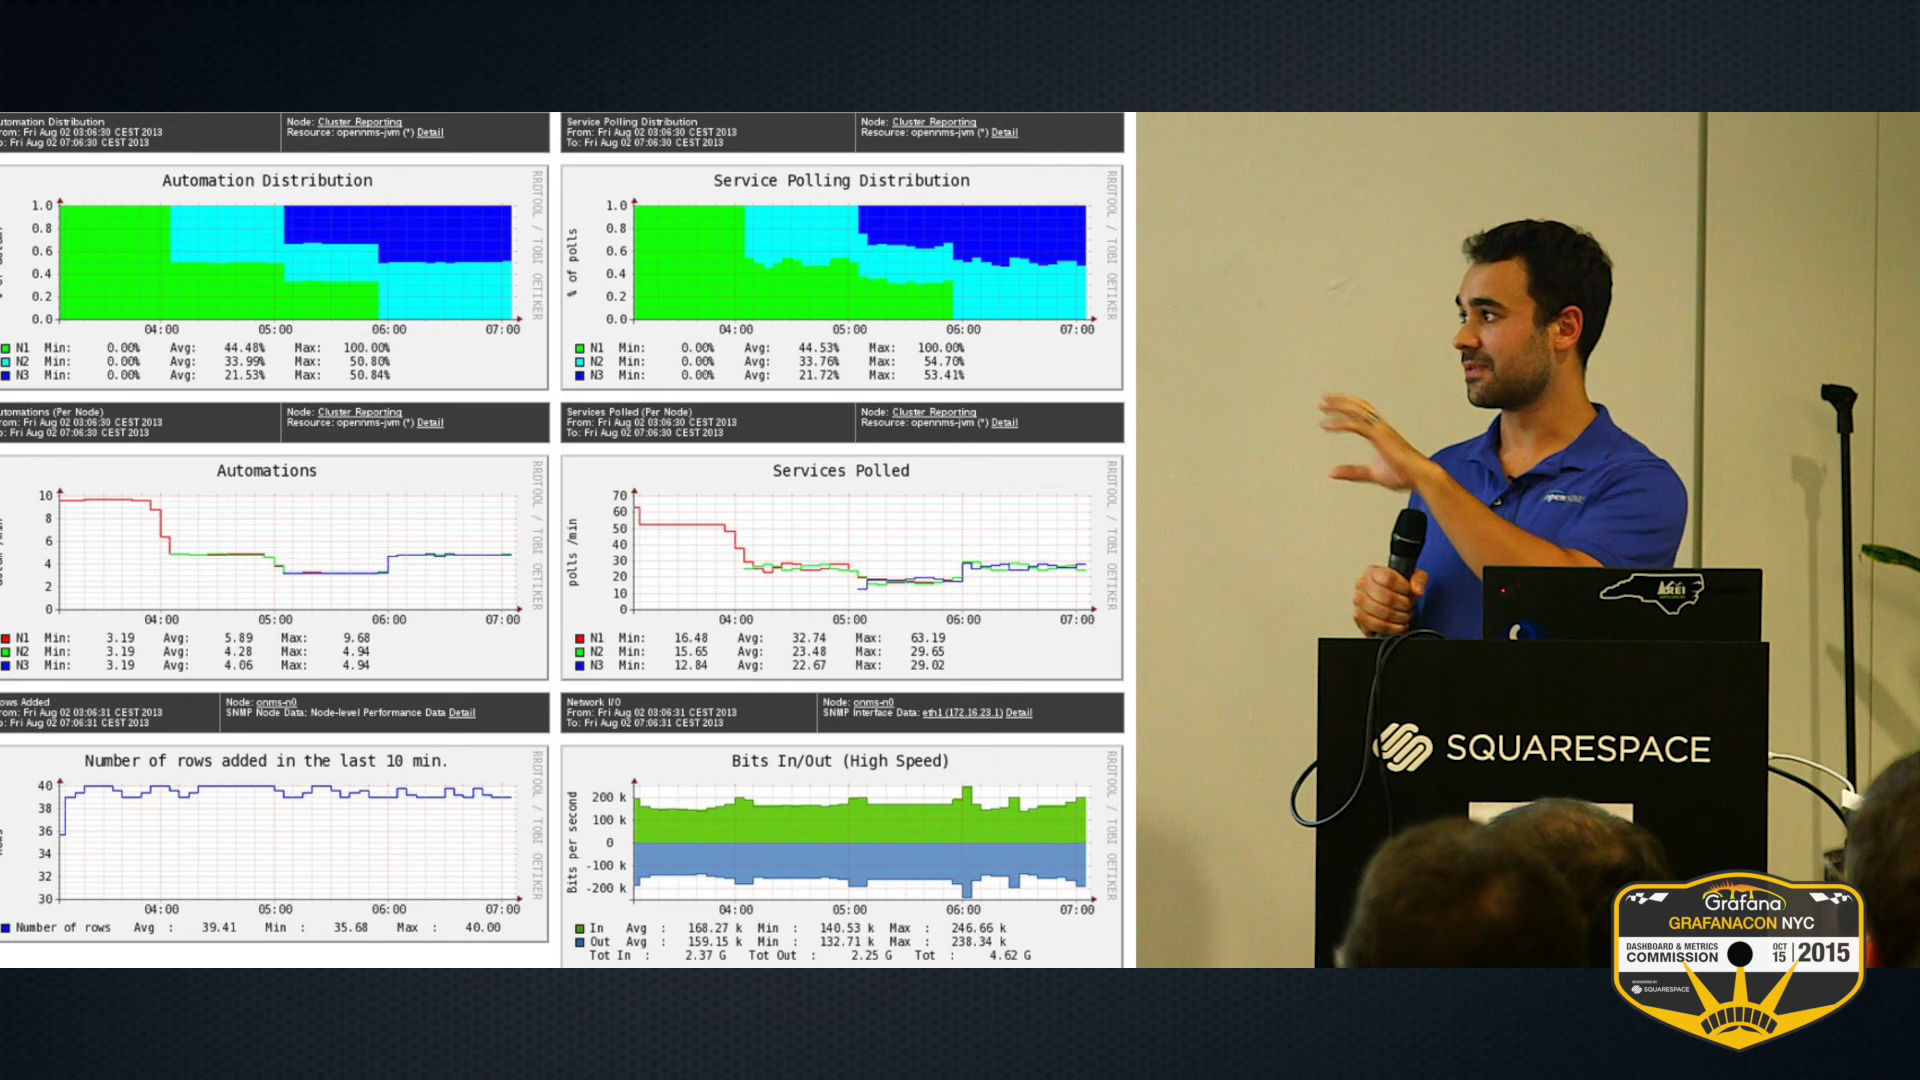 utomation Distribution
rom: Fri Aug 02 03:06:30 CEST 2013
o: Fri Aug 02 07:06:30 CEST 2013
Node: Cluster Reporting
Resource: opennms-jvm (*) Detail
Service Polling Distribution
From: Fri Aug 02 03:06:30 CEST 2013
To: Fri Aug 02 07:06:30 CEST 2013
Node: Cluster Reporting
Resource: opennms-jvm (*) Detail
Automation Distribution
RRDTOOL / TOBI OETIKER
1.0
0.8
0.6
0.4
0.2
0.0
04:00 05:00 06:00 07:00
N1 Min: 0.00% Avg: 44.48% Max: 100.00%
N2 Min: 0.00% Avg: 33.99% Max: 50.80%
N3 Min: 0.00% Avg: 21.53% Max: 50.84%
Service Polling Distribution
RRDTOOL / TOBI OETIKER
% of polls
1.0
0.8
0.6
0.4
0.2
0.0
04:00 05:00 06:00 07:00
N1 Min: 0.00% Avg: 44.53% Max: 100.00%
N2 Min: 0.00% Avg: 33.76% Max: 54.70%
N3 Min: 0.00% Avg: 21.72% Max: 53.41%
utomations (Per Node)
rom: Fri Aug 02 03:06:30 CEST 2013
o: Fri Aug 02 07:06:30 CEST 2013
Node: Cluster Reporting
Resource: opennms-jvm (*) Detail
Services Polled (Per Node)
From: Fri Aug 02 03:06:30 CEST 2013
To: Fri Aug 02 07:06:30 CEST 2013
Node: Cluster Reporting
Resource: opennms-jvm (*) Detail
Automations
RRDTOOL / TOBI OETIKER
10
8
6
4
2
0
04:00 05:00 06:00 07:00
N1 Min: 3.19 Avg: 5.89 Max: 9.68
N2 Min: 3.19 Avg: 4.28 Max: 4.94
N3 Min: 3.19 Avg: 4.06 Max: 4.94
Services Polled
RRDTOOL / TOBI OETIKER
polls /min
70
60
50
40
30
20
10
0
04:00 05:00 06:00 07:00
N1 Min: 16.48 Avg: 32.74 Max: 63.19
N2 Min: 15.65 Avg: 23.48 Max: 29.65
N3 Min: 12.84 Avg: 22.67 Max: 29.02
ows Added
rom: Fri Aug 02 03:06:31 CEST 2013
o: Fri Aug 02 07:06:31 CEST 2013
Node: onms-n0
SNMP Node Data: Node-level Performance Data Detail
Network I/0
From: Fri Aug 02 03:06:31 CEST 2013
To: Fri Aug 02 07:06:31 CEST 2013
Node: onms-n0
SNMP Interface Data: eth1 (172.16.23.1) Detail
Number of rows added in the last 10 min.
RRDTOOL / TOBI OETIKER
40
38
36
34
32
30
04:00 05:00 06:00 07:00
Number of rows Avg : 39.41 Min : 35.68 Max : 40.00
Bits In/Out (High Speed)
RRDTOOL / TOBI OETIKER
Bits per second
200 k
100 k
0
-100 k
-200 k
04:00 05:00 06:00 07:00
In Avg : 168.27 k Min : 140.53 k Max : 246.66 k
Out Avg : 159.15 k Min : 132.71 k Max : 238.34 k
Tot In : 2.37 G Tot Out : 2.25 G Tot : 4.62 G
SQUARESPACE
Grafana
GRAFANACON NYC
DASHBOARD & METRICS
COMMISSION
OCT
15
2015
SPONSORED BY
SQUARESPACE